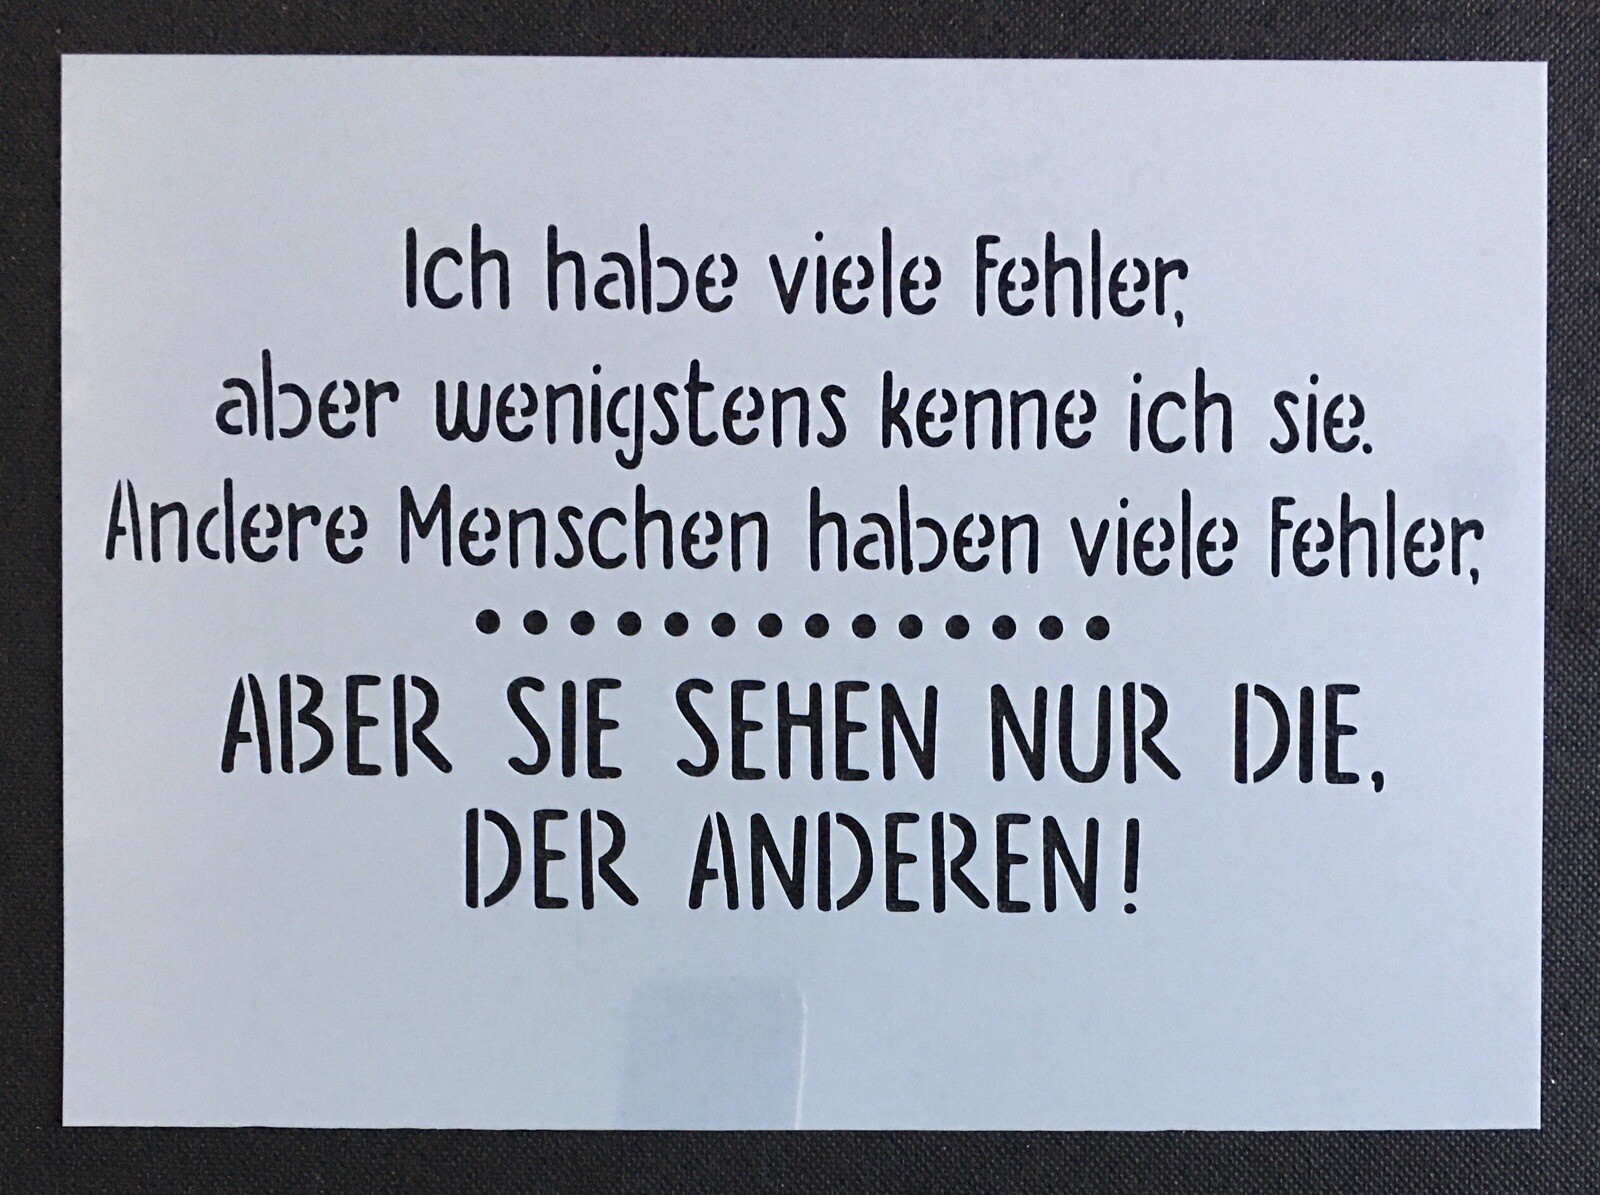 Ich habe viele Fehler,
aber wenigstens kenne ich sie.
Andere Menschen haben viele Fehler,
● ● ● ● ● ● ● ● ● ● ● ● ● ●
ABER SIE SEHEN NUR DIE,
DER ANDEREN!